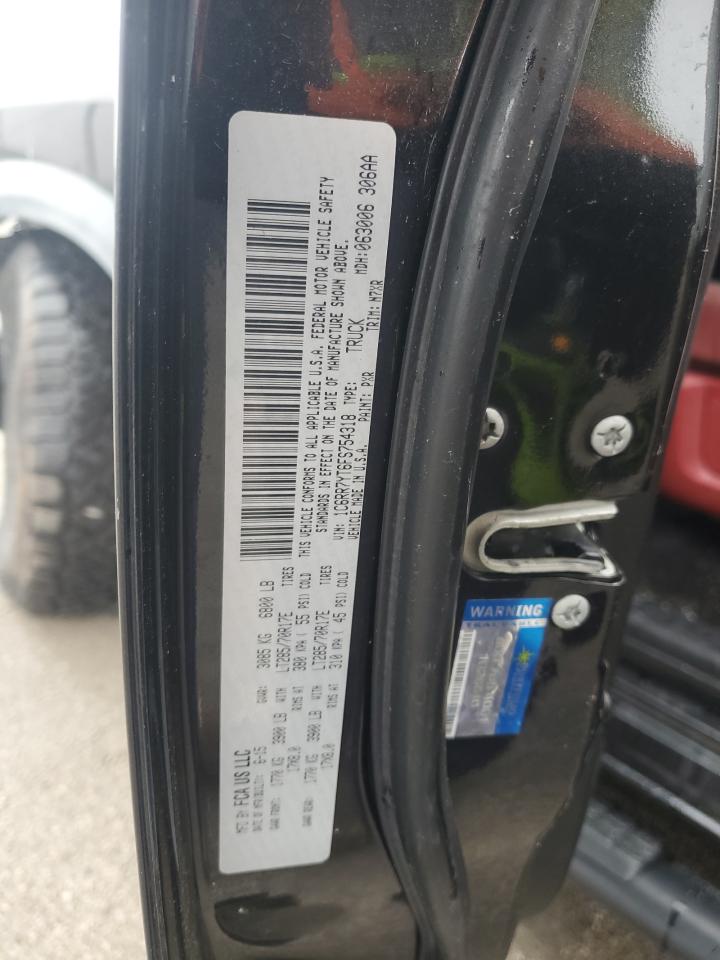 MFD BY FCA US LLC
DATE OF MFR: 6-15
GVWR: 3085 KG 6800 LB
GAWR FRONT: 1770 KG 3900 LB WITH LT285/70R17E TIRES
17X8.0 RIMS AT 380 KPA ( 55 PSI) COLD
GAWR REAR: 1770 KG 3900 LB WITH LT285/70R17E TIRES
17X8.0 RIMS AT 310 KPA ( 45 PSI) COLD
THIS VEHICLE CONFORMS TO ALL APPLICABLE U.S.A. FEDERAL MOTOR VEHICLE SAFETY
STANDARDS IN EFFECT ON THE DATE OF MANUFACTURE SHOWN ABOVE.
VIN: 1C6RR7YT6FS754318 TYPE: TRUCK MDH:063006 306AA
VEHICLE MADE IN U.S.A. PAINT: PXR TRIM: N7XR
WARNING
TRACEABLE